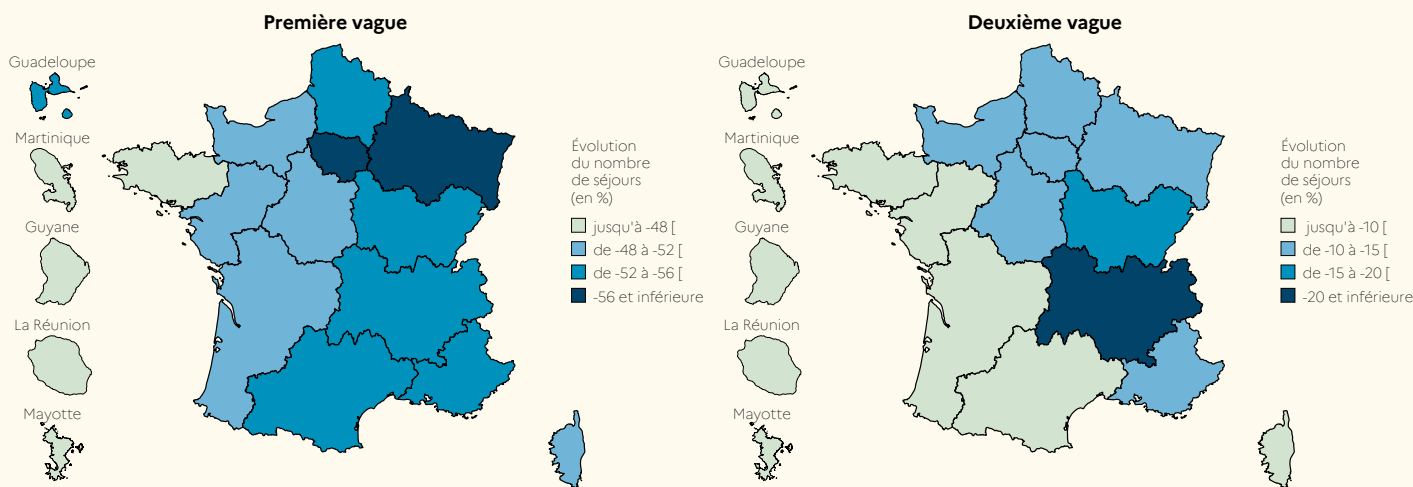 Première vague
Guadeloupe
Martinique
Guyane
La Réunion
Mayotte
Évolution
du nombre
de séjours
(en %)
jusqu'à -48 [
de -48 à -52 [
de -52 à -56 [
-56 et inférieure
Deuxième vague
Guadeloupe
Martinique
Guyane
La Réunion
Mayotte
Évolution
du nombre
de séjours
(en %)
jusqu'à -10 [
de -10 à -15 [
de -15 à -20 [
-20 et inférieure